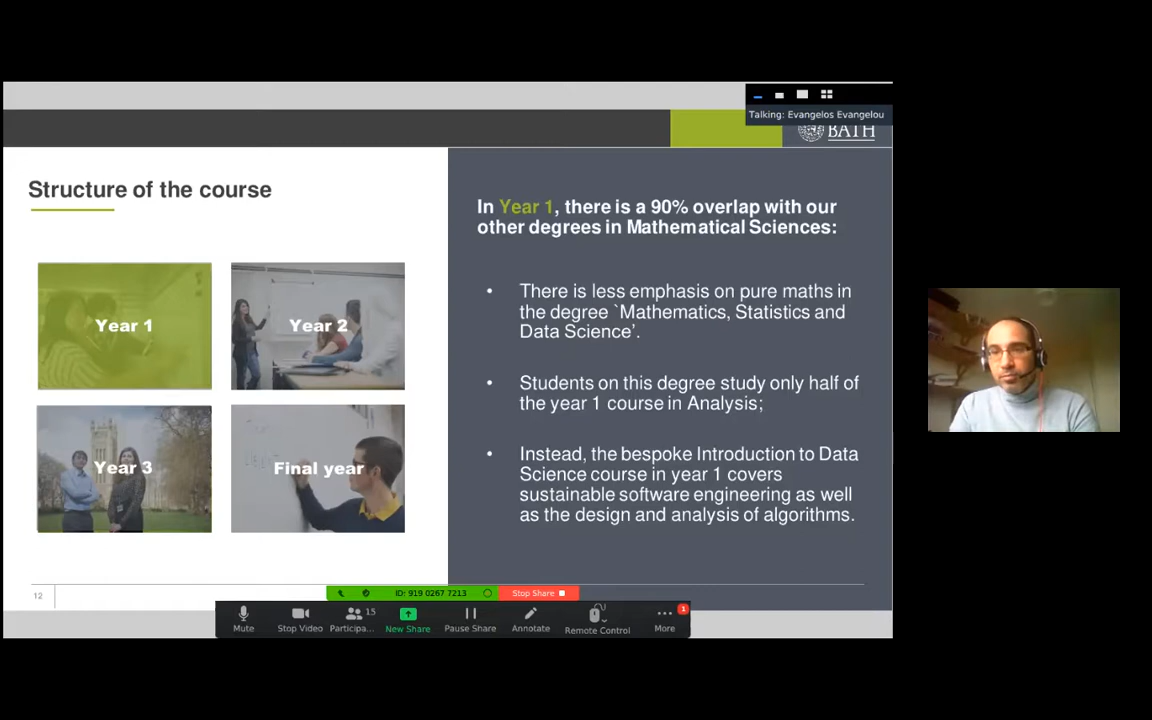 Talking: Evangelos Evangelou
BATH
Structure of the course
Year 1
Year 2
Year 3
Final year
In Year 1, there is a 90% overlap with our
other degrees in Mathematical Sciences:
• There is less emphasis on pure maths in
the degree `Mathematics, Statistics and
Data Science’.
• Students on this degree study only half of
the year 1 course in Analysis;
• Instead, the bespoke Introduction to Data
Science course in year 1 covers
sustainable software engineering as well
as the design and analysis of algorithms.
12
ID: 919 0267 7213
Stop Share
Mute
Stop Video
Participa...
15
New Share
Pause Share
Annotate
Remote Control
More
1